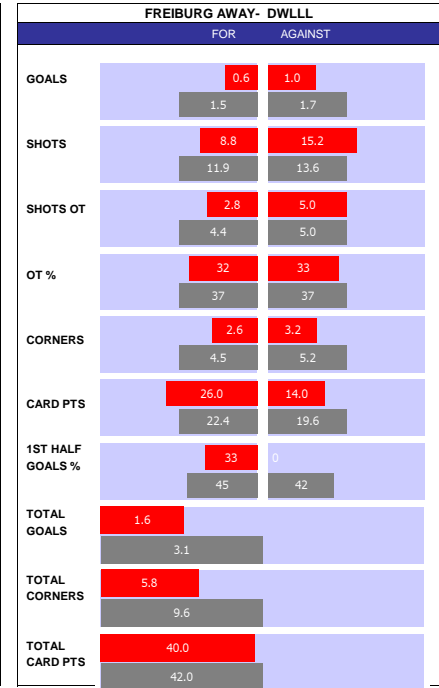 FREIBURG AWAY- DWLLL
FOR AGAINST
GOALS 0.6 1.0
1.5 1.7
SHOTS 8.8 15.2
11.9 13.6
SHOTS OT 2.8 5.0
4.4 5.0
OT % 32 33
37 37
CORNERS 2.6 3.2
4.5 5.2
CARD PTS 26.0 14.0
22.4 19.6
1ST HALF
GOALS % 33 0
45 42
TOTAL
GOALS 1.6
3.1
TOTAL
CORNERS 5.8
9.6
TOTAL
CARD PTS 40.0
42.0